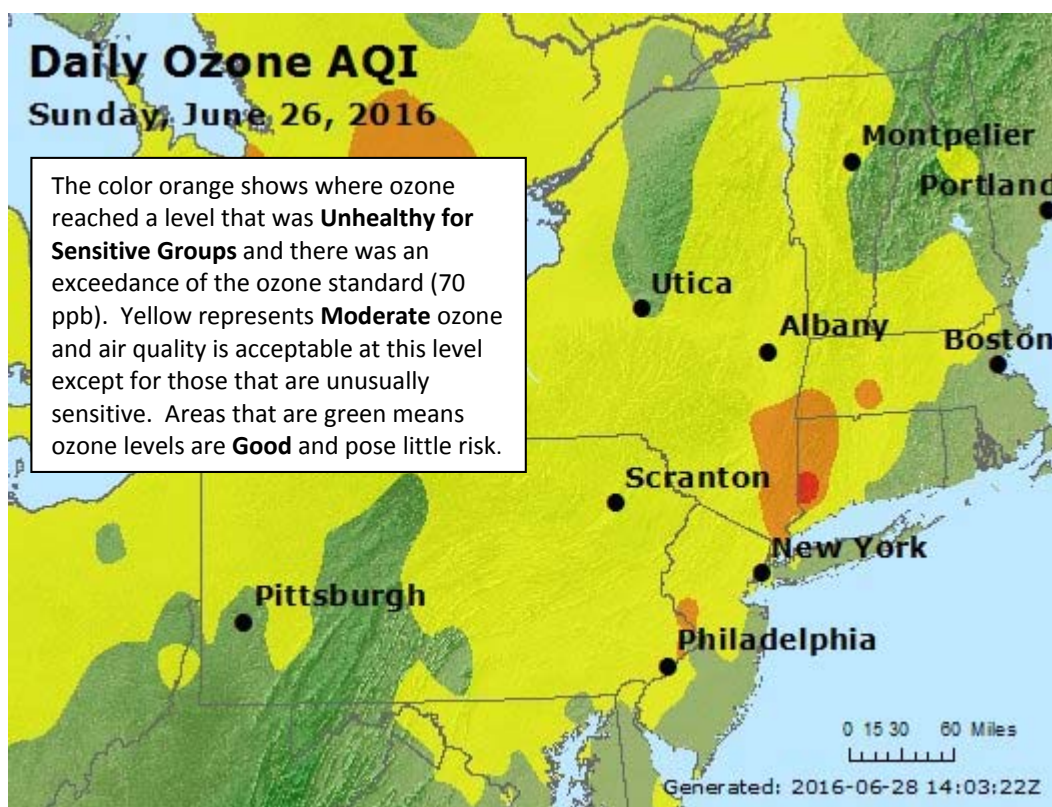 Daily Ozone AQI
Sunday, June 26, 2016
The color orange shows where ozone
reached a level that was Unhealthy for
Sensitive Groups and there was an
exceedance of the ozone standard (70
ppb). Yellow represents Moderate ozone
and air quality is acceptable at this level
except for those that are unusually
sensitive. Areas that are green means
ozone levels are Good and pose little risk.
Montpelier
Portland
Utica
Albany
Boston
Scranton
New York
Pittsburgh
Philadelphia
0 15 30 60 Miles
Generated: 2016-06-28 14:03:22Z